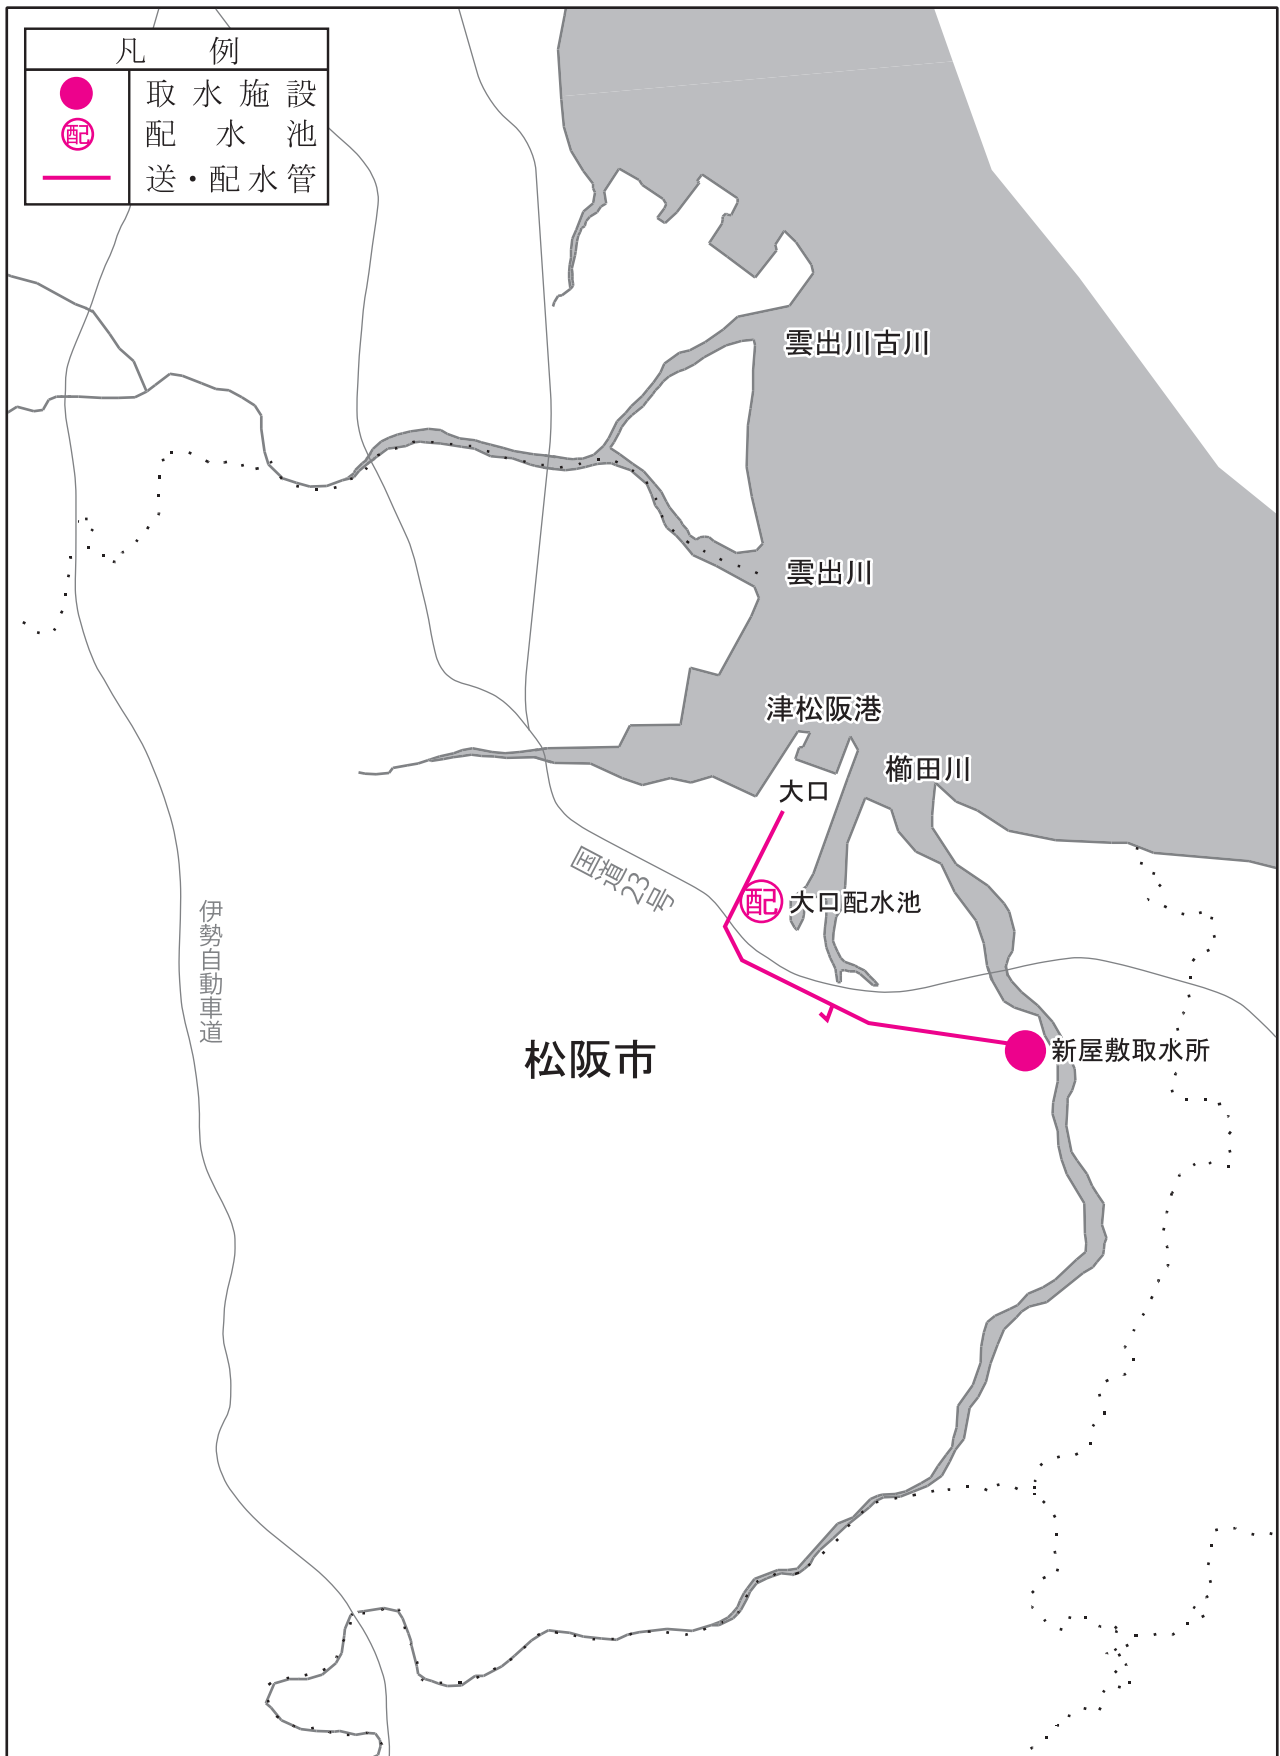 凡例
取水施設
配 配水池
送・配水管
雲出川古川
雲出川
津松阪港
櫛田川
大口
国道23号
配 大口配水池
伊勢自動車道
松阪市
新屋敷取水所